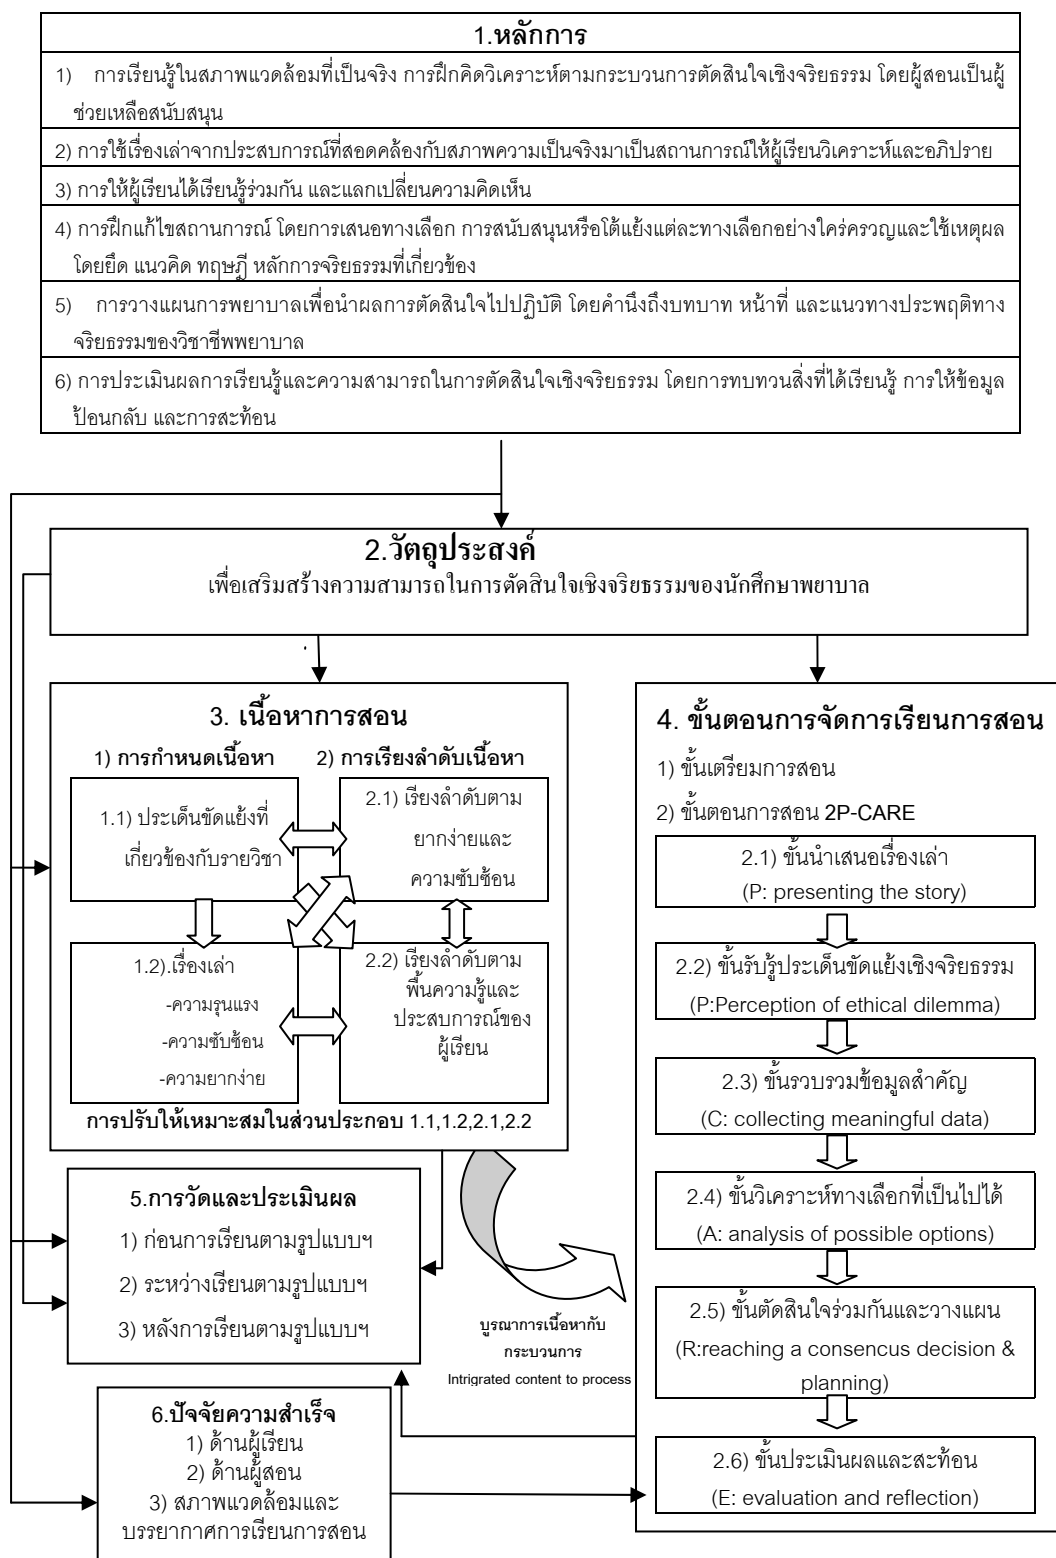 1.หลักการ
1) การเรียนรู้ในสภาพแวดล้อมที่เป็นจริง การฝึกคิดวิเคราะห์ตามกระบวนการตัดสินใจเชิงจริยธรรม โดยผู้สอนเป็นผู้
ช่วยเหลือสนับสนุน
2) การใช้เรื่องเล่าจากประสบการณ์ที่สอดคล้องกับสภาพความเป็นจริงมาเป็นสถานการณ์ให้ผู้เรียนวิเคราะห์และอภิปราย
3) การให้ผู้เรียนได้เรียนรู้ร่วมกัน และแลกเปลี่ยนความคิดเห็น
4) การฝึกแก้ไขสถานการณ์ โดยการเสนอทางเลือก การสนับสนุนหรือโต้แย้งแต่ละทางเลือกอย่างใคร่ครวญและใช้เหตุผล
โดยยึด แนวคิด ทฤษฎี หลักการจริยธรรมที่เกี่ยวข้อง
5) การวางแผนการพยาบาลเพื่อนำผลการตัดสินใจไปปฏิบัติ โดยคำนึงถึงบทบาท หน้าที่ และแนวทางประพฤติทาง
จริยธรรมของวิชาชีพพยาบาล
6) การประเมินผลการเรียนรู้และความสามารถในการตัดสินใจเชิงจริยธรรม โดยการทบทวนสิ่งที่ได้เรียนรู้ การให้ข้อมูล
ป้อนกลับ และการสะท้อน
2.วัตถุประสงค์
เพื่อเสริมสร้างความสามารถในการตัดสินใจเชิงจริยธรรมของนักศึกษาพยาบาล
3. เนื้อหาการสอน
1) การกำหนดเนื้อหา
2) การเรียงลำดับเนื้อหา
1.1) ประเด็นขัดแย้งที่
เกี่ยวข้องกับรายวิชา
2.1) เรียงลำดับตาม
ยากง่ายและ
ความซับซ้อน
1.2).เรื่องเล่า
-ความรุนแรง
-ความซับซ้อน
-ความยากง่าย
2.2) เรียงลำดับตาม
พื้นความรู้และ
ประสบการณ์ของ
ผู้เรียน
การปรับให้เหมาะสมในส่วนประกอบ 1.1,1.2,2.1,2.2
4. ขั้นตอนการจัดการเรียนการสอน
1) ขั้นเตรียมการสอน
2) ขั้นตอนการสอน 2P-CARE
2.1) ขั้นนำเสนอเรื่องเล่า
(P: presenting the story)
2.2) ขั้นรับรู้ประเด็นขัดแย้งเชิงจริยธรรม
(P:Perception of ethical dilemma)
2.3) ขั้นรวบรวมข้อมูลสำคัญ
(C: collecting meaningful data)
2.4) ขั้นวิเคราะห์ทางเลือกที่เป็นไปได้
(A: analysis of possible options)
2.5) ขั้นตัดสินใจร่วมกันและวางแผน
(R:reaching a consencus decision &
planning)
2.6) ขั้นประเมินผลและสะท้อน
(E: evaluation and reflection)
5.การวัดและประเมินผล
1) ก่อนการเรียนตามรูปแบบฯ
2) ระหว่างเรียนตามรูปแบบฯ
3) หลังการเรียนตามรูปแบบฯ
บูรณาการเนื้อหากับ
กระบวนการ
Intrigrated content to process
6.ปัจจัยความสำเร็จ
1) ด้านผู้เรียน
2) ด้านผู้สอน
3) สภาพแวดล้อมและ
บรรยากาศการเรียนการสอน